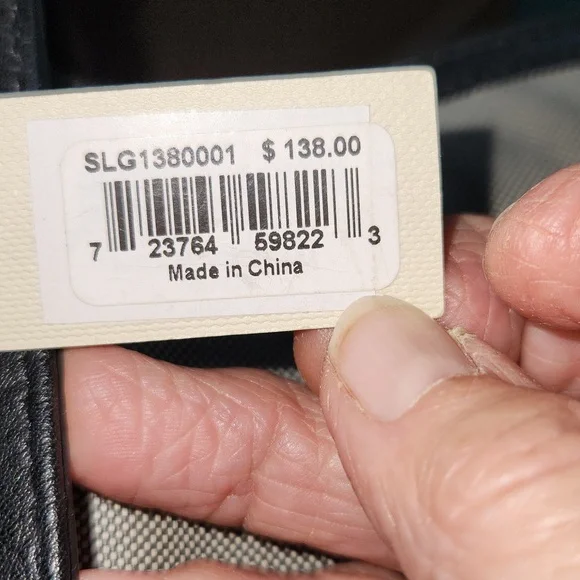 SLG1380001 $ 138.00
7 23764 59822 3
Made in China